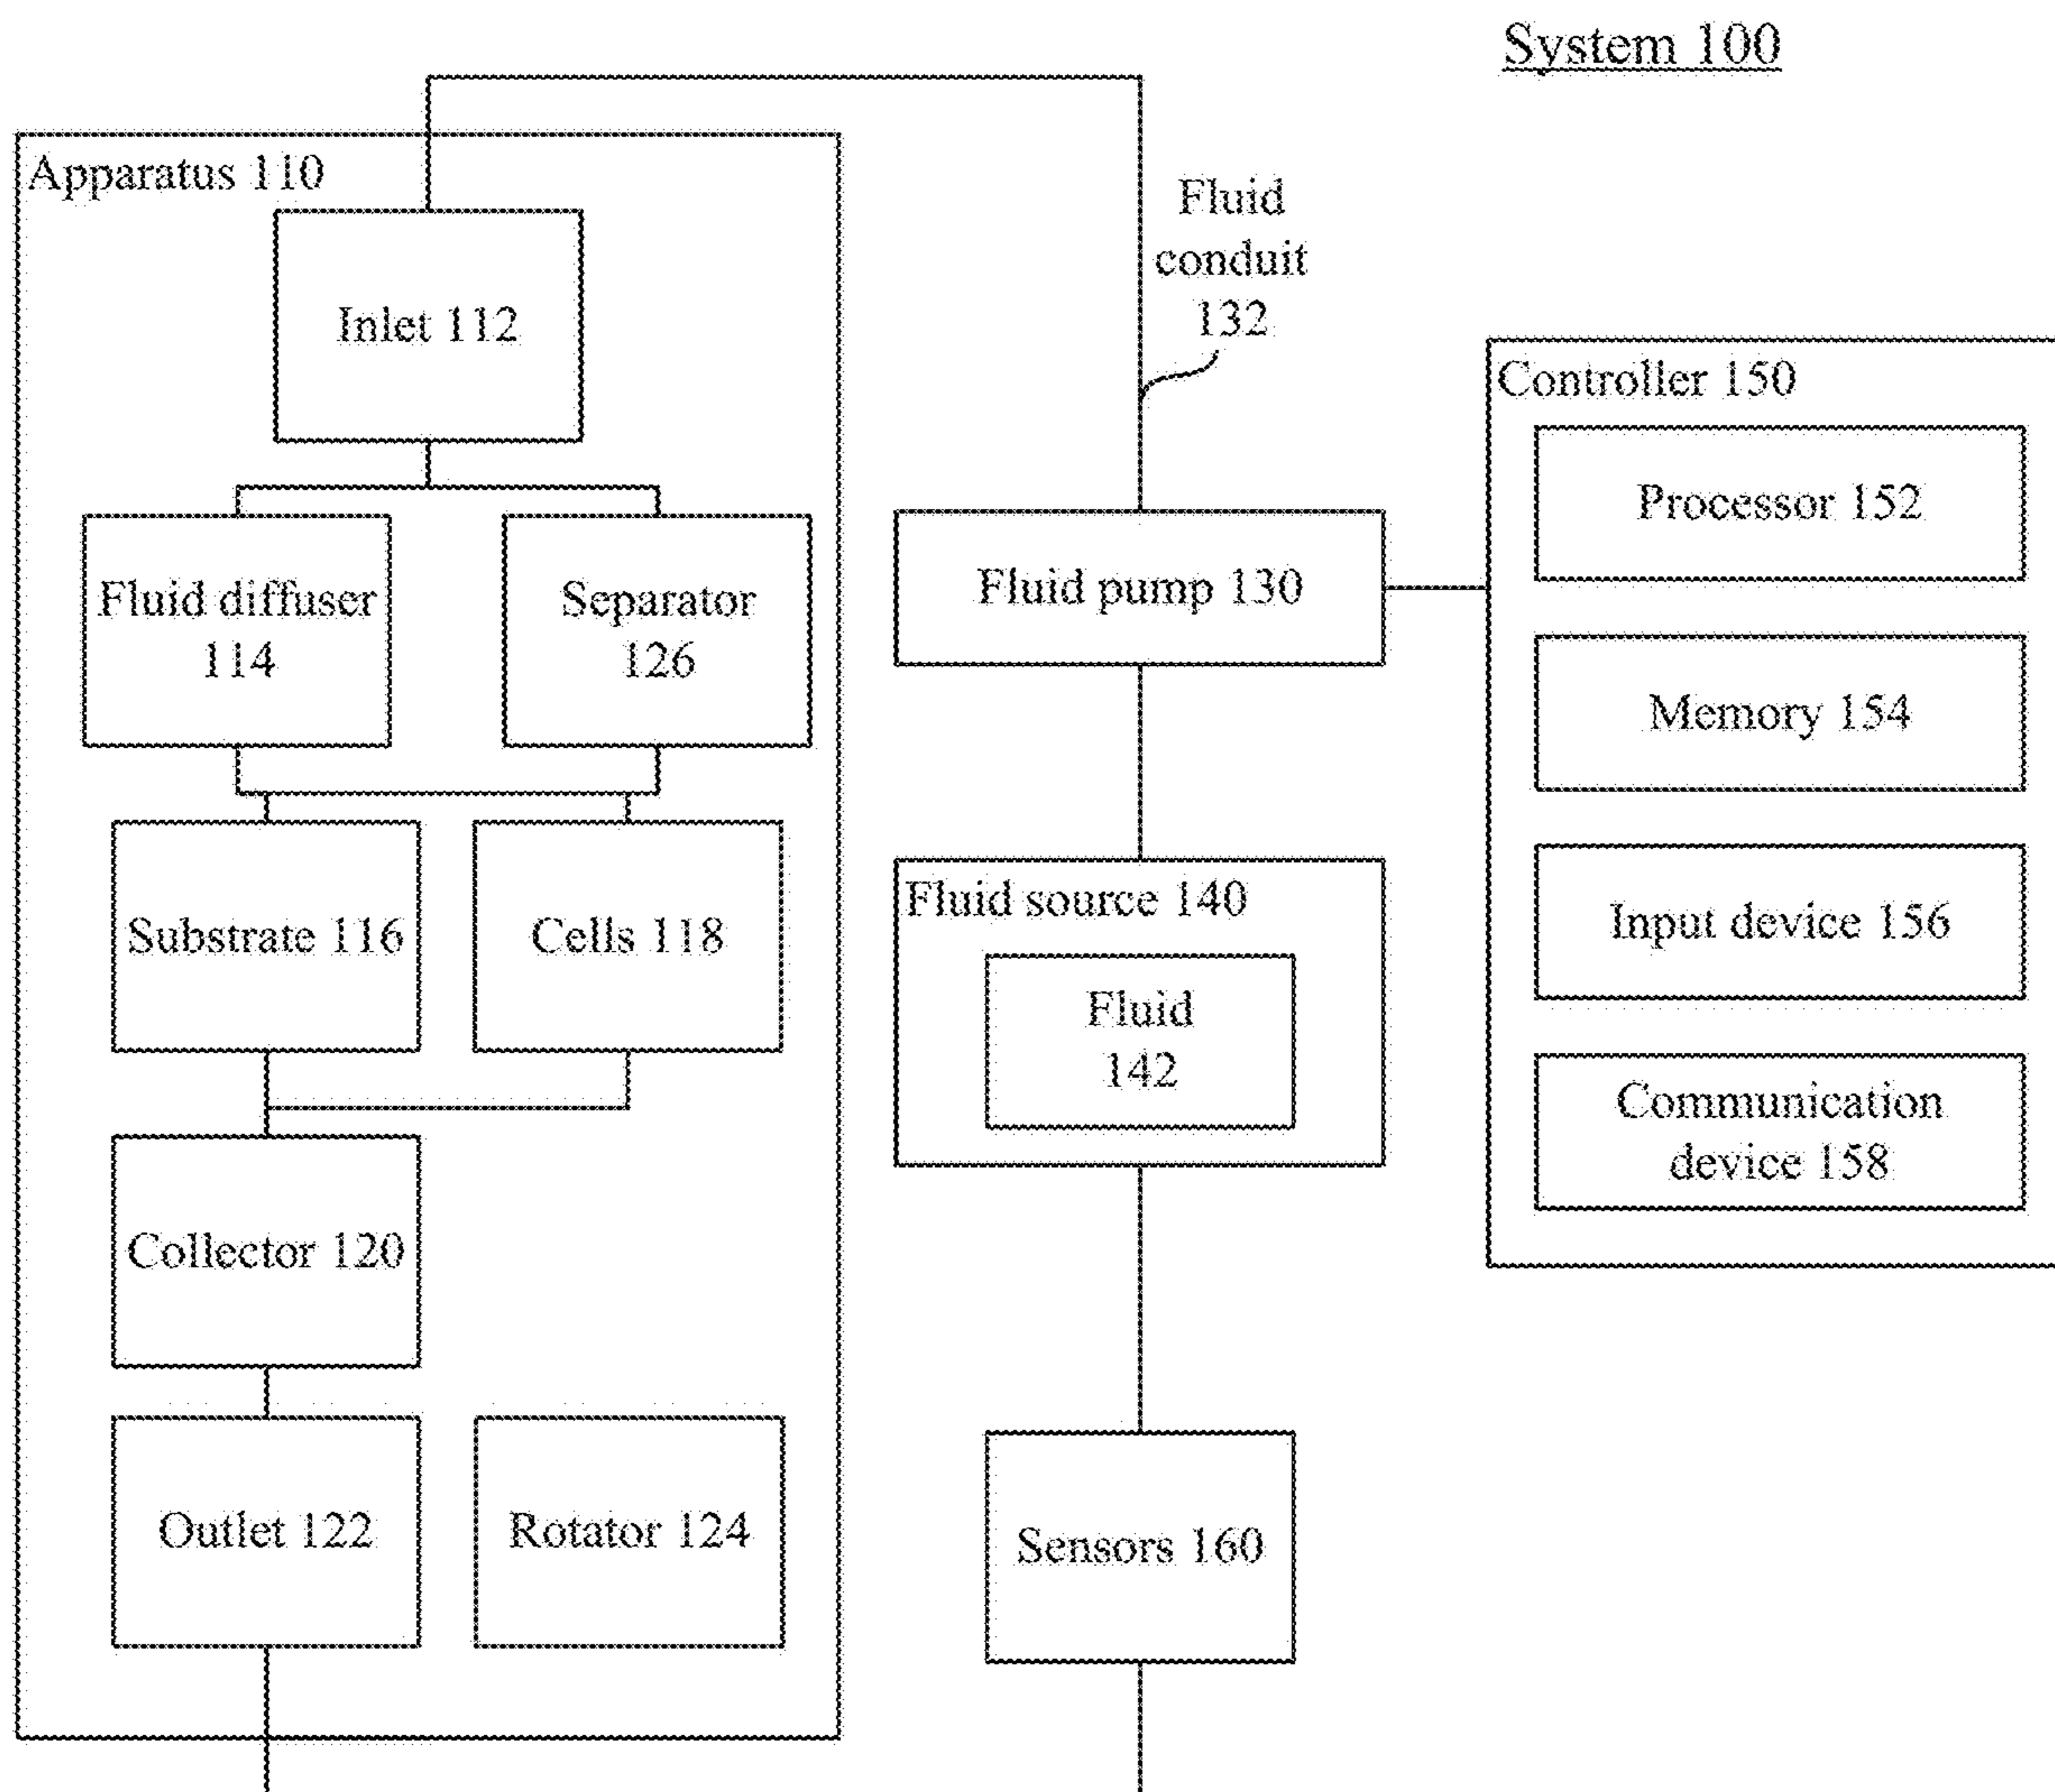 System 100
Apparatus 110
Inlet 112
Fluid diffuser
114
Separator
126
Substrate 116
Cells 118
Collector 120
Outlet 122
Rotator 124
Fluid
conduit
132
Fluid pump 130
Fluid source 140
Fluid
142
Sensors 160
Controller 150
Processor 152
Memory 154
Input device 156
Communication
device 158